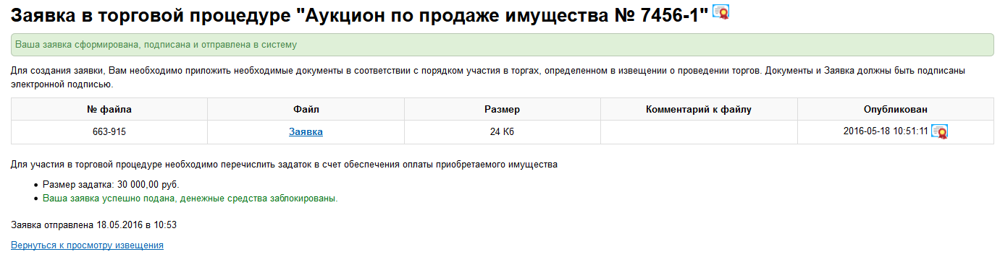 Заявка в торговой процедуре "Аукцион по продаже имущества № 7456-1"
Ваша заявка сформирована, подписана и отправлена в систему
Для создания заявки, Вам необходимо приложить необходимые документы в соответствии с порядком участия в торгах, определенном в извещении о проведении торгов. Документы и Заявка должны быть подписаны
электронной подписью.
№ файла Файл Размер Комментарий к файлу Опубликован
663-915 Заявка 24 Кб 2016-05-18 10:51:11
Для участия в торговой процедуре необходимо перечислить задаток в счет обеспечения оплаты приобретаемого имущества
• Размер задатка: 30 000,00 руб.
• Ваша заявка успешно подана, денежные средства заблокированы.
Заявка отправлена 18.05.2016 в 10:53
Вернуться к просмотру извещения